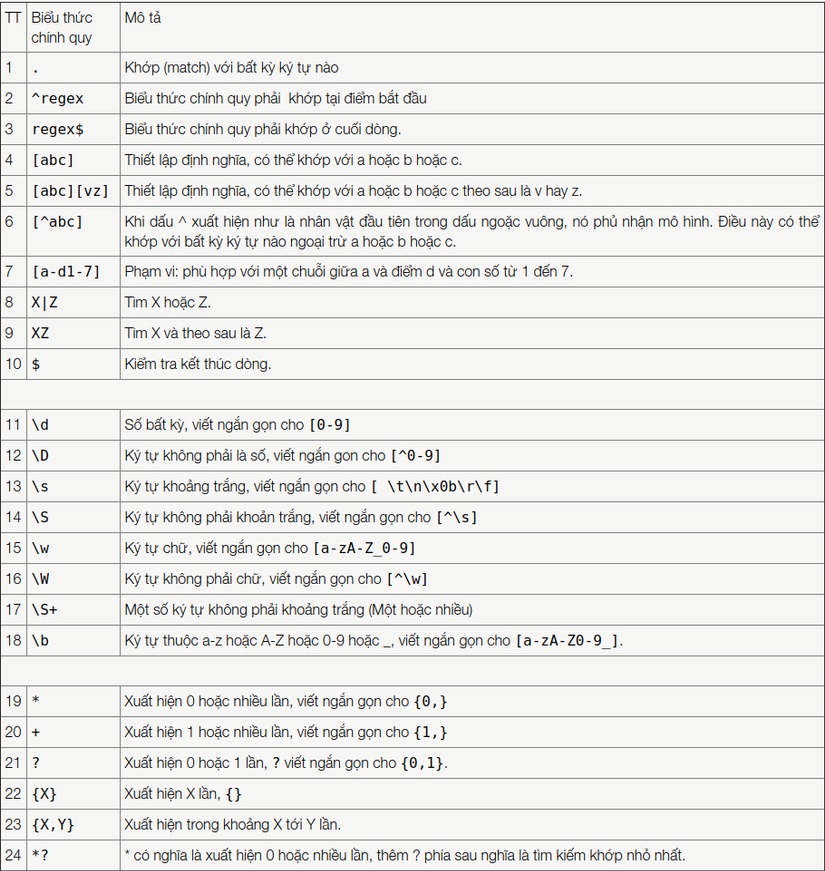 TT Biểu thức Mô tả
chính quy
1 . Khớp (match) với bất kỳ ký tự nào
2 ^regex Biểu thức chính quy phải khớp tại điểm bắt đầu
3 regex$ Biểu thức chính quy phải khớp ở cuối dòng.
4 [abc] Thiết lập định nghĩa, có thể khớp với a hoặc b hoặc c.
5 [abc][vz] Thiết lập định nghĩa, có thể khớp với a hoặc b hoặc c theo sau là v hay z.
6 [^abc] Khi dấu ^ xuất hiện như là nhân vật đầu tiên trong dấu ngoặc vuông, nó phủ nhận mô hình. Điều này có thể
khớp với bất kỳ ký tự nào ngoại trừ a hoặc b hoặc c.
7 [a-d1-7] Phạm vi: phù hợp với một chuỗi giữa a và điểm d và con số từ 1 đến 7.
8 X|Z Tìm X hoặc Z.
9 XZ Tìm X và theo sau là Z.
10 $ Kiểm tra kết thúc dòng.
11 \d Số bất kỳ, viết ngắn gọn cho [0-9]
12 \D Ký tự không phải là số, viết ngắn gon cho [^0-9]
13 \s Ký tự khoảng trắng, viết ngắn gọn cho [ \t\n\x0b\r\f]
14 \S Ký tự không phải khoản trắng, viết ngắn gọn cho [^\s]
15 \w Ký tự chữ, viết ngắn gọn cho [a-zA-Z_0-9]
16 \W Ký tự không phải chữ, viết ngắn gọn cho [^\w]
17 \S+ Một số ký tự không phải khoảng trắng (Một hoặc nhiều)
18 \b Ký tự thuộc a-z hoặc A-Z hoặc 0-9 hoặc _, viết ngắn gọn cho [a-zA-Z0-9_].
19 * Xuất hiện 0 hoặc nhiều lần, viết ngắn gọn cho {0,}
20 + Xuất hiện 1 hoặc nhiều lần, viết ngắn gọn cho {1,}
21 ? Xuất hiện 0 hoặc 1 lần, ? viết ngắn gọn cho {0,1}.
22 {X} Xuất hiện X lần, {}
23 {X,Y} Xuất hiện trong khoảng X tới Y lần.
24 *? * có nghĩa là xuất hiện 0 hoặc nhiều lần, thêm ? phía sau nghĩa là tìm kiếm khớp nhỏ nhất.